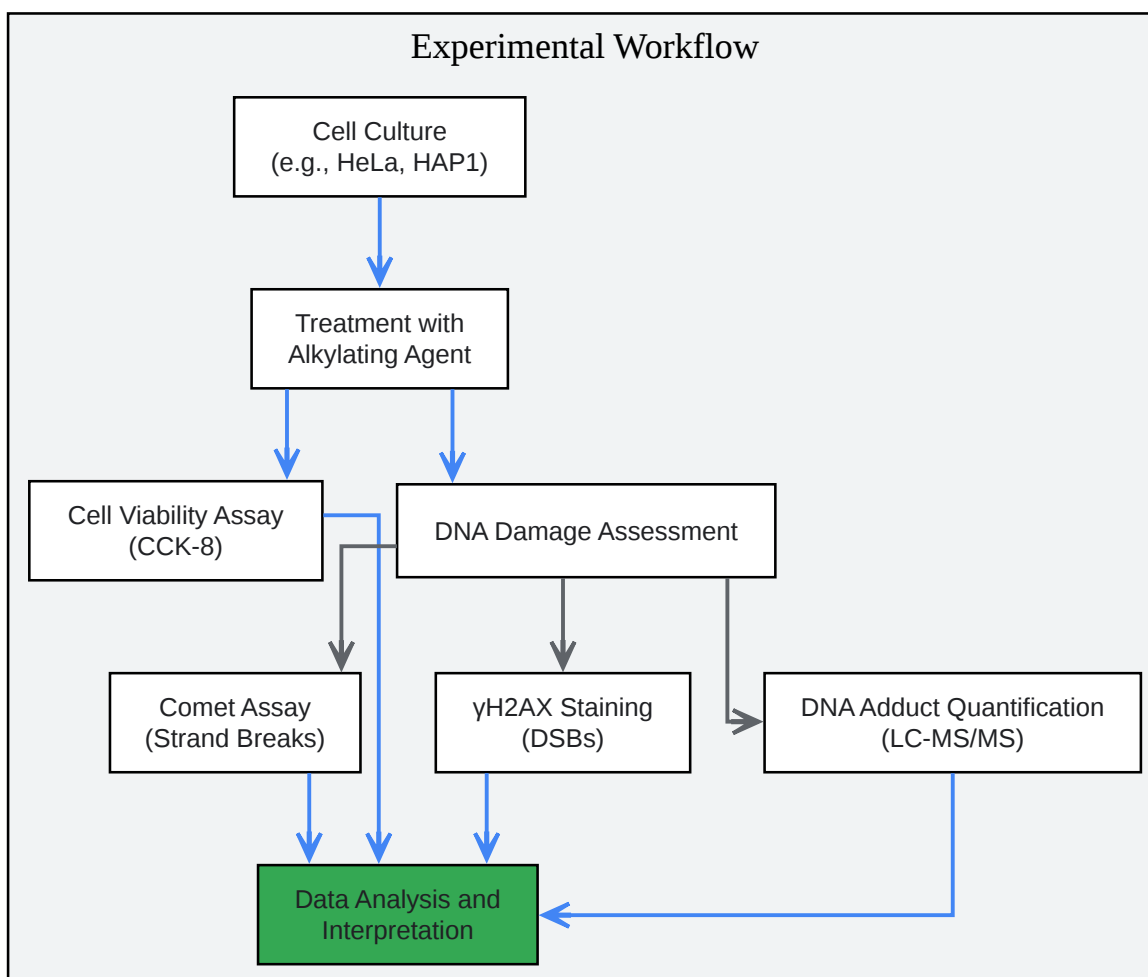 Experimental Workflow
Cell Culture
(e.g., HeLa, HAP1)
Treatment with
Alkylating Agent
Cell Viability Assay
(CCK-8)
DNA Damage Assessment
Comet Assay
(Strand Breaks)
γH2AX Staining
(DSBs)
DNA Adduct Quantification
(LC-MS/MS)
Data Analysis and
Interpretation